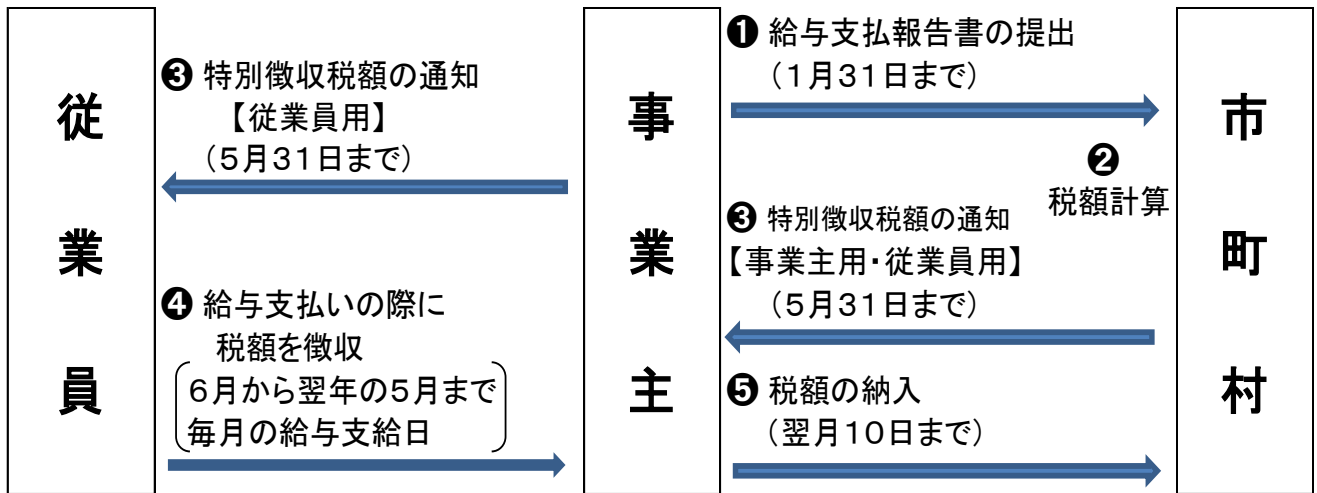 従業員
❸ 特別徴収税額の通知
【従業員用】
(5月31日まで)
❹ 給与支払いの際に
税額を徴収
6月から翌年の5月まで
毎月の給与支給日
事業主
❶ 給与支払報告書の提出
(1月31日まで)
❷
税額計算
❸ 特別徴収税額の通知
【事業主用・従業員用】
(5月31日まで)
❺ 税額の納入
(翌月10日まで)
市町村